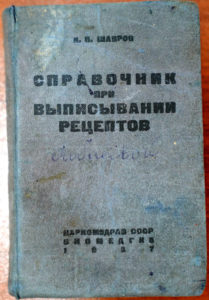 Н. В. ШАВРОВ
СПРАВОЧНИК
ПРИ
ВЫПИСЫВАНИИ
РЕЦЕПТОВ
НАРКОМЗДРАВ СССР
БИОМЕДГИЗ
1937